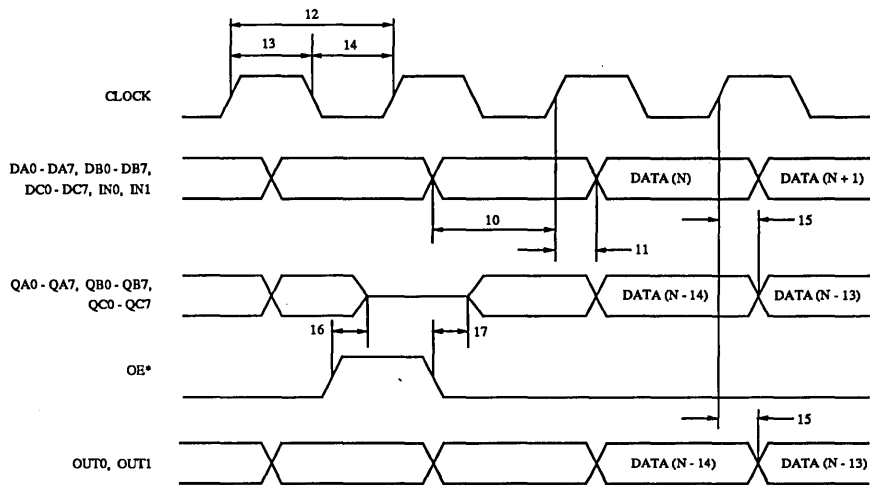 12
13
14
CLOCK
DA0 - DA7, DB0 - DB7,
DC0 - DC7, IN0, IN1
DATA (N)
DATA (N + 1)
10
15
11
QA0 - QA7, QB0 - QB7,
QC0 - QC7
DATA (N - 14)
DATA (N - 13)
16
17
OE*
15
OUT0, OUT1
DATA (N - 14)
DATA (N - 13)